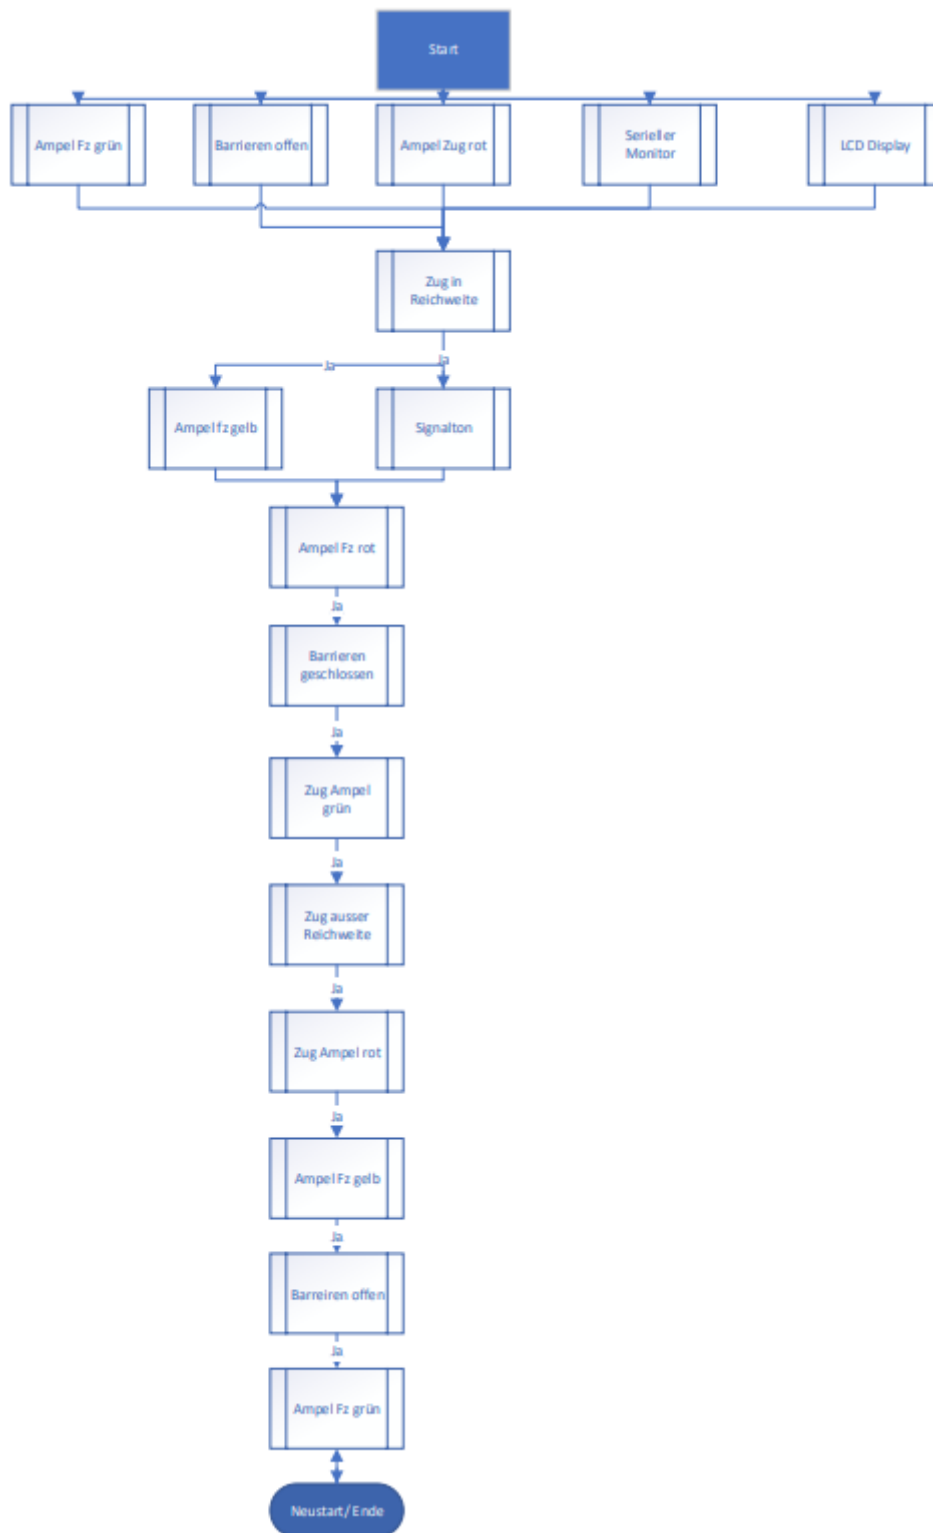 Start
Ampel Fz grün
Barrieren offen
Ampel Zug rot
Serieller
Monitor
LCD Display
Zug in
Reichweite
Ja
Ja
Ampel fz gelb
Signalton
Ampel Fz rot
Ja
Barrieren
geschlossen
Ja
Zug Ampel
grün
Ja
Zug ausser
Reichweite
Ja
Zug Ampel rot
Ja
Ampel Fz gelb
Ja
Barreiren offen
Ja
Ampel Fz grün
Neustart/ Ende